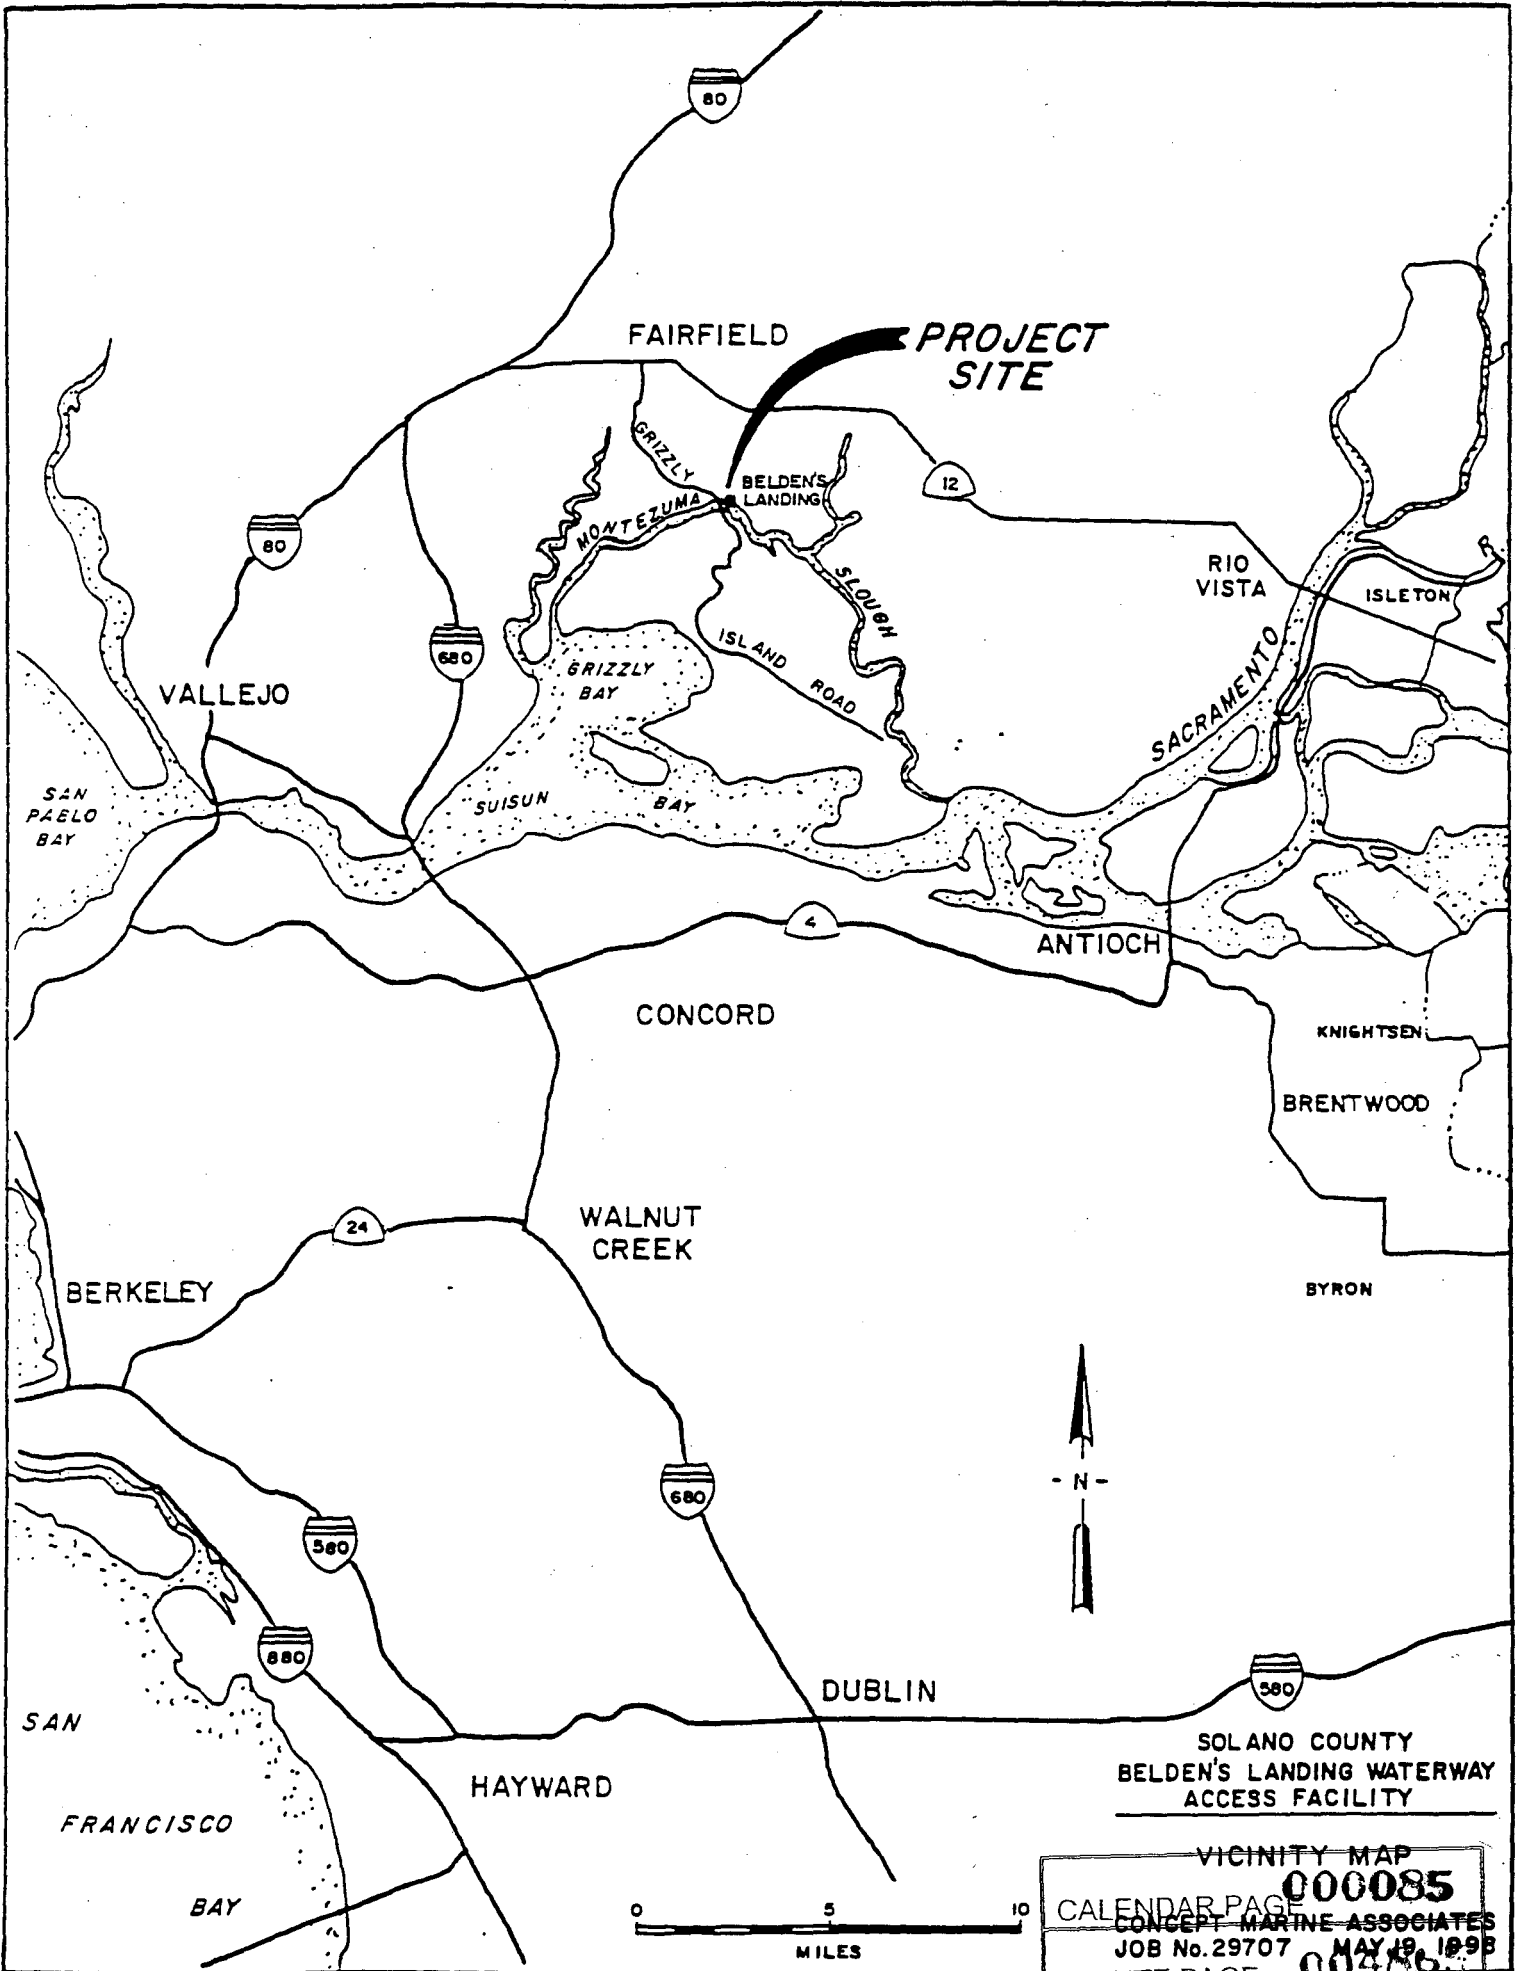 80
FAIRFIELD
PROJECT
SITE
GRIZZLY
BELDEN'S
LANDING
12
MONTEZUMA
80
RIO
VISTA
ISLETON
SLOUGH
680
ISLAND
ROAD
GRIZZLY
BAY
SACRAMENTO
VALLEJO
SAN
PABLO
BAY
SUISUN
BAY
4
ANTIOCH
CONCORD
KNIGHTSEN
BRENTWOOD
24
WALNUT
CREEK
BERKELEY
BYRON
- N -
680
580
880
DUBLIN
580
SAN
FRANCISCO
BAY
HAYWARD
SOLANO COUNTY
BELDEN'S LANDING WATERWAY
ACCESS FACILITY
VICINITY MAP
CALENDAR PAGE 000085
CONCEPT MARINE ASSOCIATES
JOB No. 29707 MAY 19, 1998
0 5 10
MILES